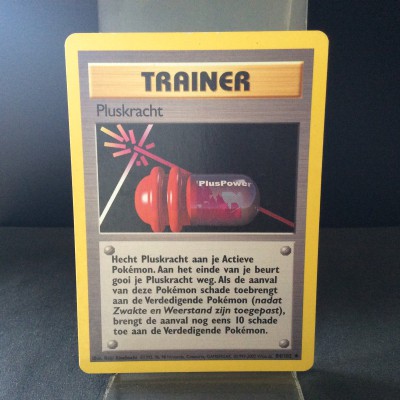 TRAINER
Pluskracht
PlusPower
Hecht Pluskracht aan je Actieve
Pokémon. Aan het einde van je beurt
gooi je Pluskracht weg. Als de aanval
van deze Pokémon schade toebrengt
aan de Verdedigende Pokémon (nadat
Zwakte en Weerstand zijn toegepast),
brengt de aanval nog eens 10 schade
toe aan de Verdedigende Pokémon.